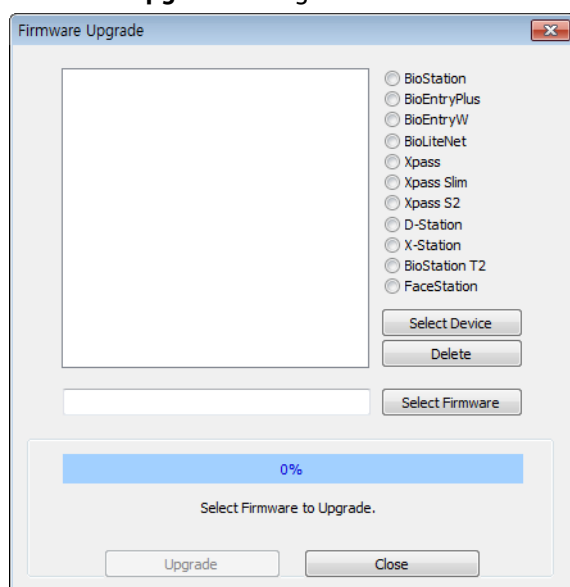 Firmware Upgrade
BioStation
BioEntryPlus
BioEntryW
BioLiteNet
Xpass
Xpass Slim
Xpass S2
D-Station
X-Station
BioStation T2
FaceStation
Select Device
Delete
Select Firmware
0%
Select Firmware to Upgrade.
Upgrade
Close